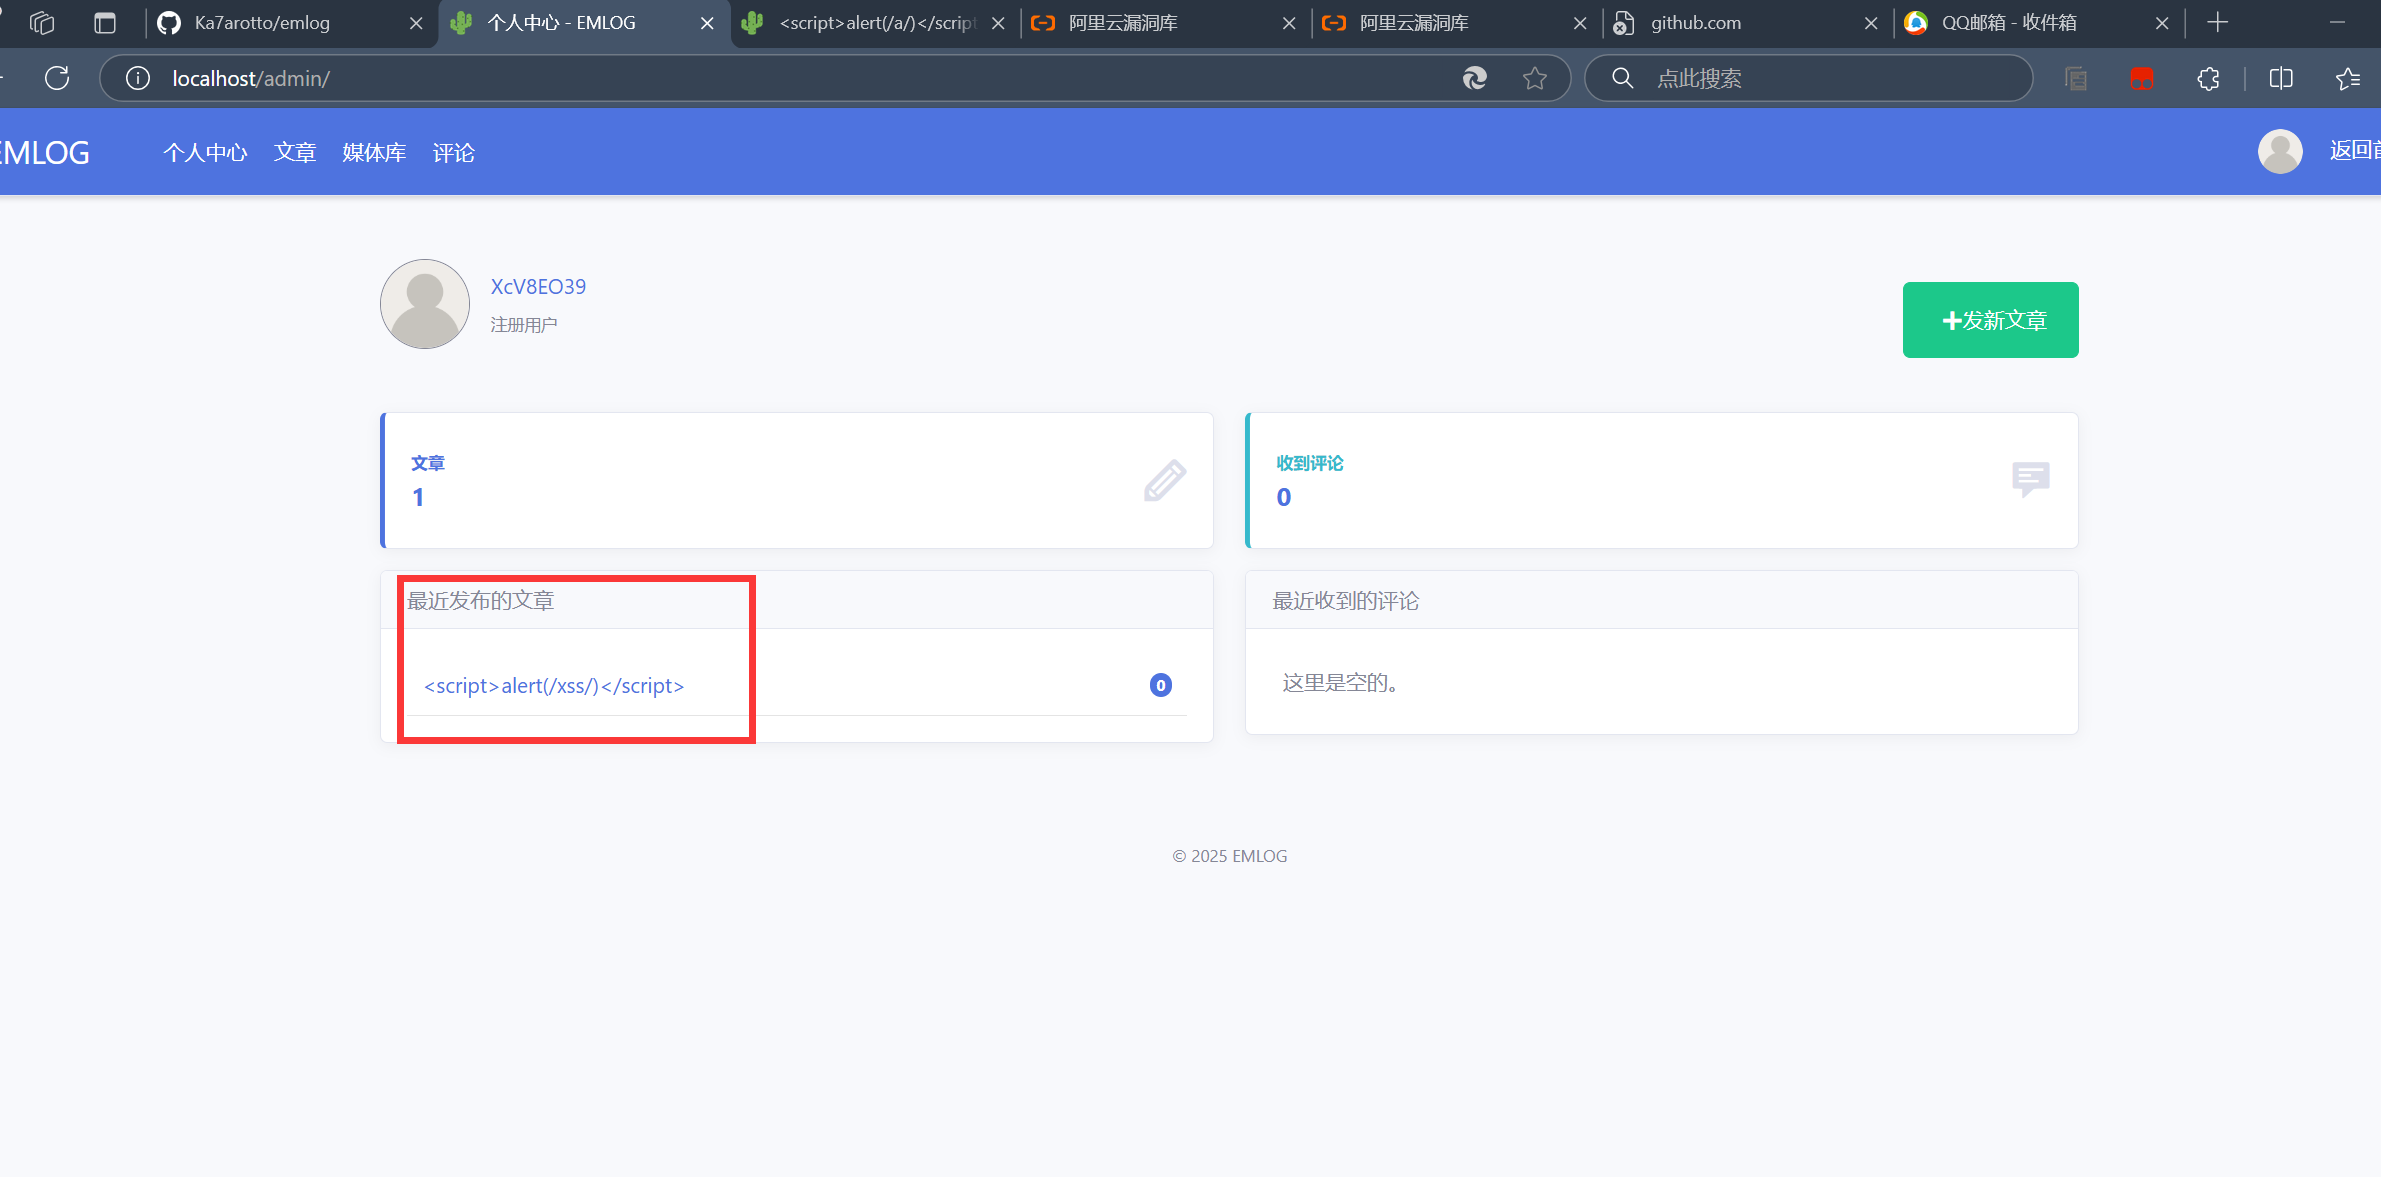 Ka7arotto/emlog
个人中心 - EMLOG
<script>alert(/a/)</script
阿里云漏洞库
阿里云漏洞库
github.com
QQ邮箱 - 收件箱
localhost/admin/
点此搜索
EMLOG
个人中心
文章
媒体库
评论
返回前
XcV8EO39
注册用户
发新文章
文章
1
收到评论
0
最近发布的文章
<script>alert(/xss/)</script>
0
最近收到的评论
这里是空的。
© 2025 EMLOG